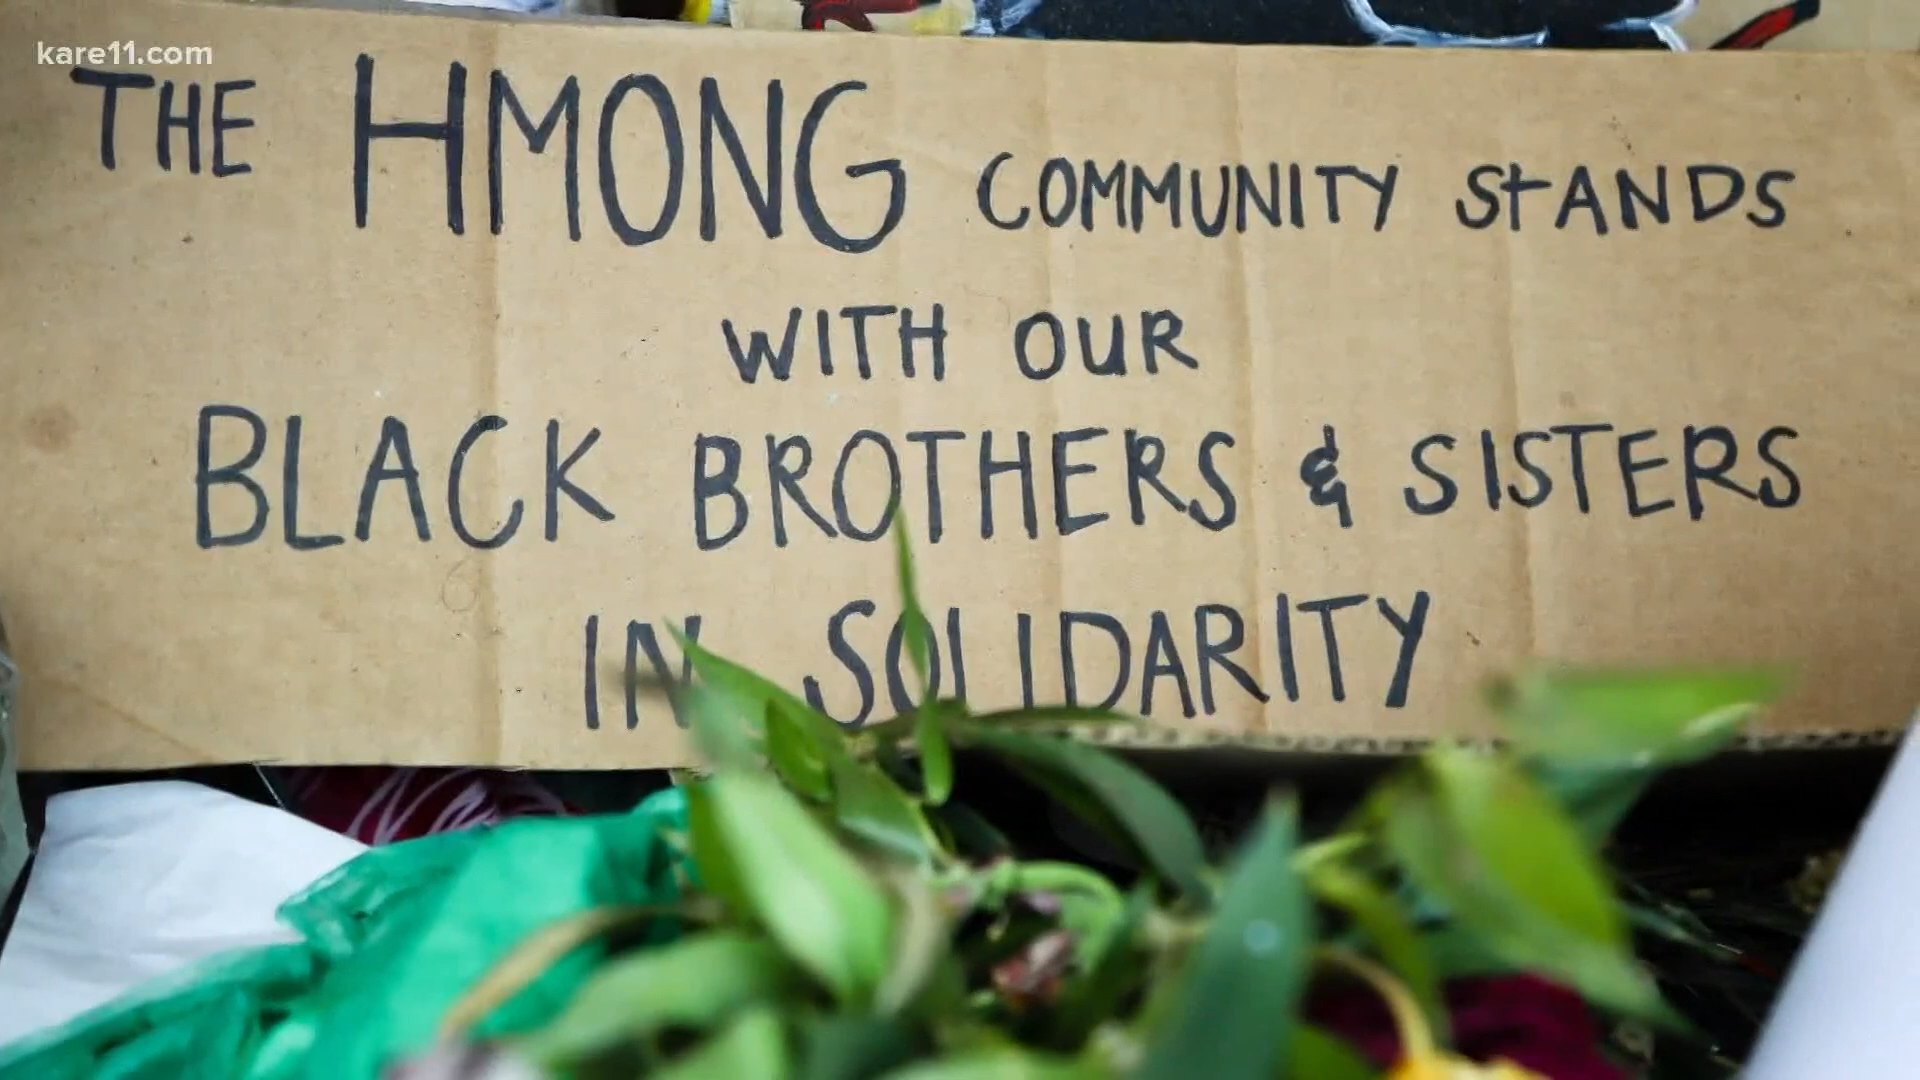 kare11.com
THE HMONG COMMUNITY StANDS
WITH OUR
BLACK BROTHERS & SISTERS
IN SOLIDARITY